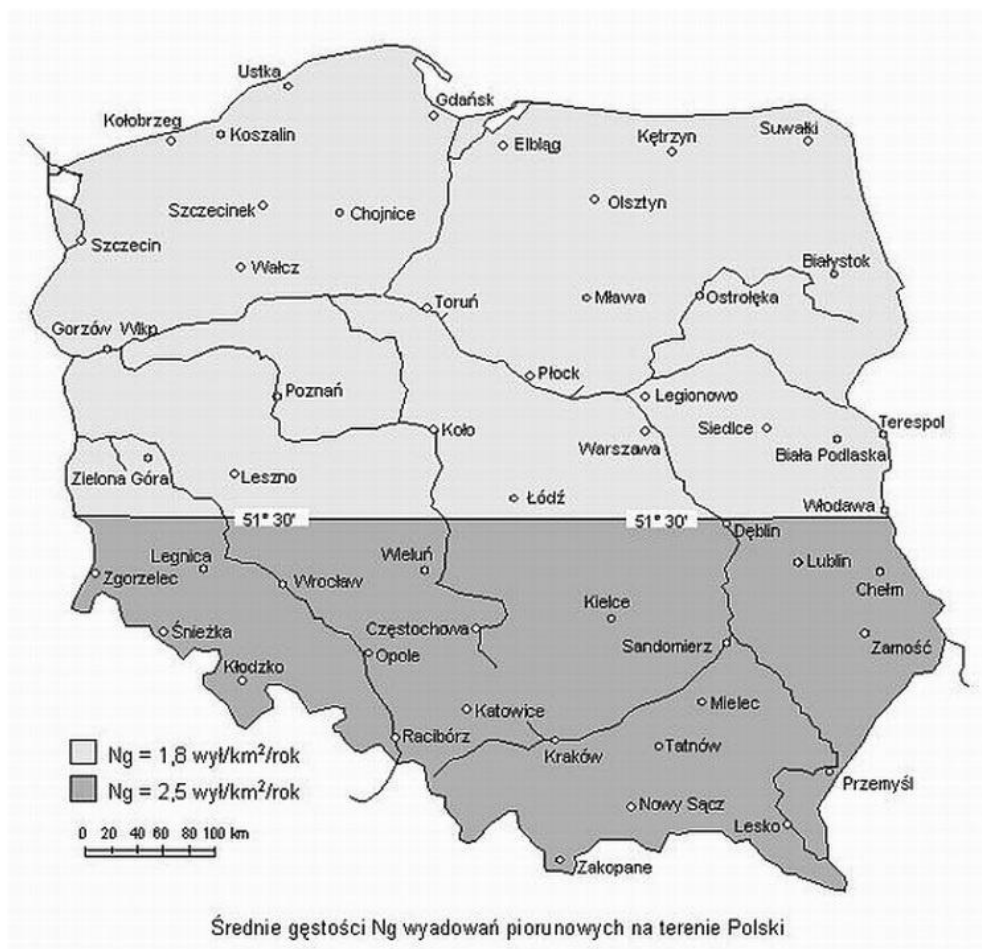 Ustka
Gdańsk
Kołobrzeg
Koszalin
Elbląg
Kętrzyn
Suwałki
Szczecinek
Chojnice
Olsztyn
Szczecin
Wałcz
Białystok
Toruń
Mława
Ostrołęka
Gorzów Wlkp
Płock
Poznań
Legionowo
Koło
Warszawa
Siedlce
Terespol
Biała Podlaska
Zielona Góra
Leszno
Łódź
Włodawa
51° 30'
51° 30'
Dęblin
Legnica
Wieluń
Lublin
Zgorzelec
Wrocław
Chełm
Kielce
Śnieżka
Częstochowa
Sandomierz
Zamość
Opole
Kłodzko
Katowice
Mielec
Racibórz
Kraków
Tatnów
Przemyśl
Nowy Sącz
Lesko
Zakopane
Ng = 1,8 wył/km²/rok
Ng = 2,5 wył/km²/rok
0 20 40 60 80 100 km
Średnie gęstości Ng wyadowań piorunowych na terenie Polski